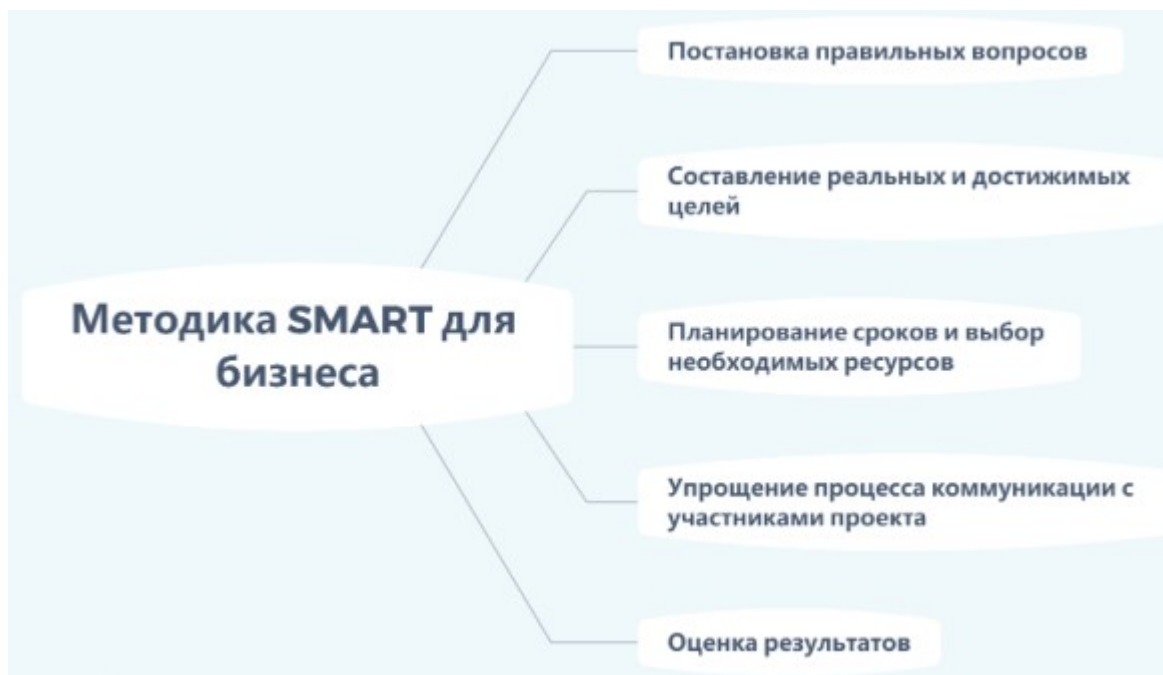 Постановка правильных вопросов
Составление реальных и достижимых
целей
Методика SMART для
бизнеса
Планирование сроков и выбор
необходимых ресурсов
Упрощение процесса коммуникации с
участниками проекта
Оценка результатов